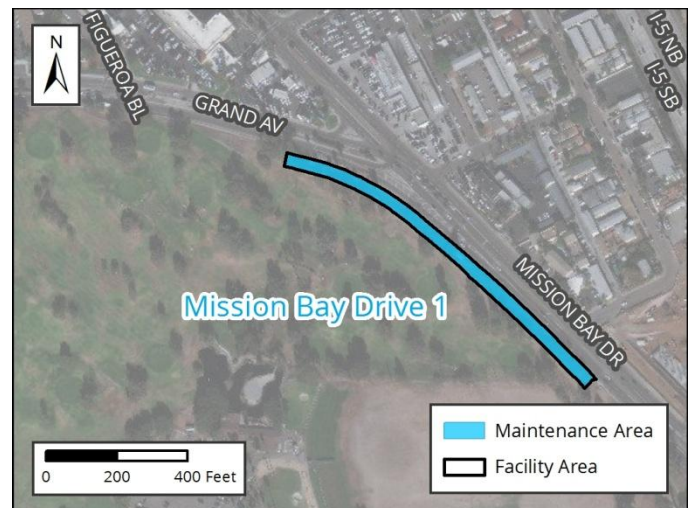 N
FIGUEROA BL
GRAND AV
I-5 NB
I-5 SB
MISSION BAY DR
Mission Bay Drive 1
Maintenance Area
Facility Area
0 200 400 Feet